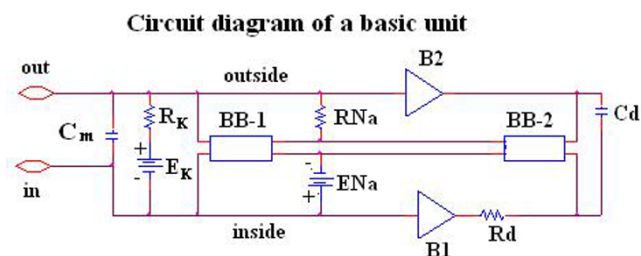 Circuit diagram of a basic unit
out
outside
B2
RK
BB-1
RNa
BB-2
Cd
Cm
+
EK
-
-
ENa
+
in
inside
B1
Rd